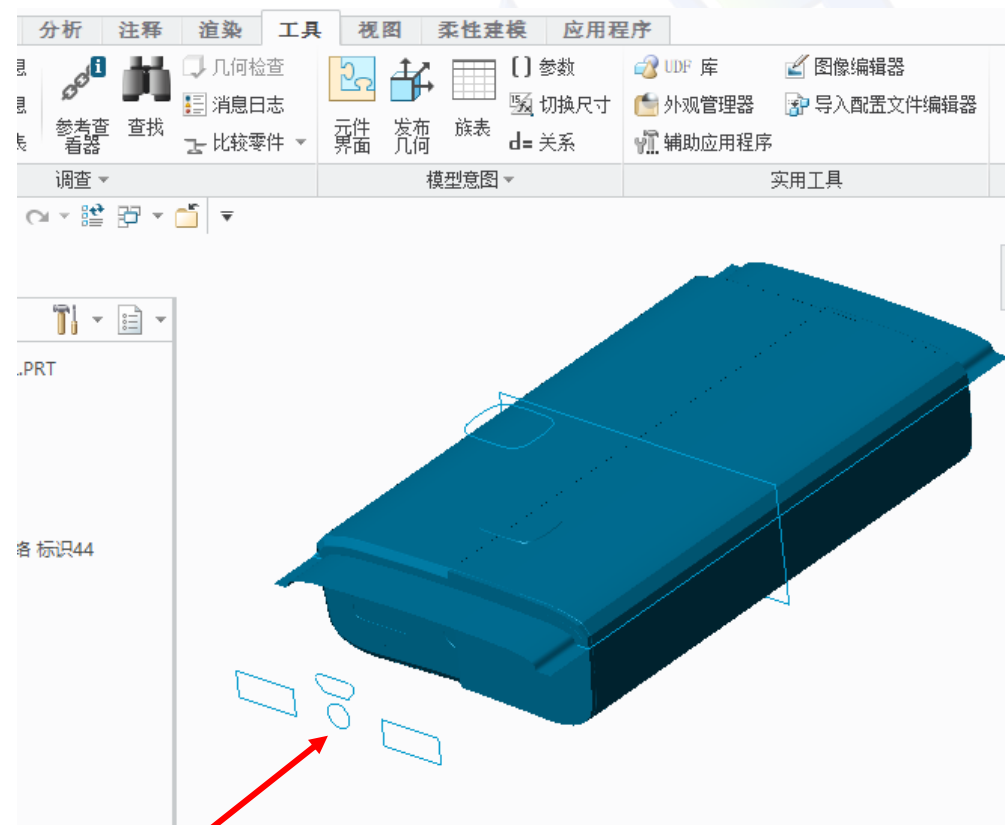 分析 注释 渲染 工具 视图 柔性建模 应用程序
几何检查 [] 参数 UDF 库 图像编辑器
消息日志 切换尺寸 外观管理器 导入配置文件编辑器
参考查看器 查找 比较零件 元件界面 发布几何 族表 d= 关系 辅助应用程序
调查 模型意图 实用工具
.PRT
标识44